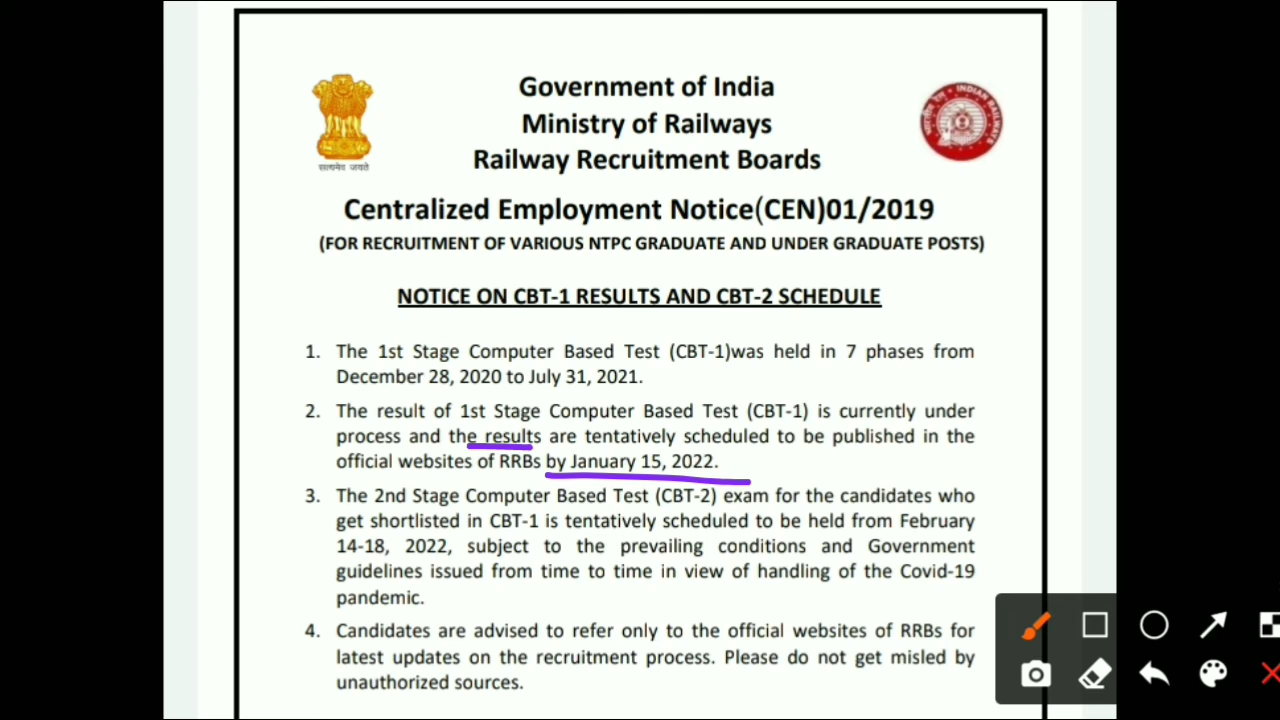 Government of India
Ministry of Railways
Railway Recruitment Boards
सत्यमेव जयते
INDIAN RAILWAYS
भारतीय रेल
Centralized Employment Notice(CEN)01/2019
(FOR RECRUITMENT OF VARIOUS NTPC GRADUATE AND UNDER GRADUATE POSTS)
NOTICE ON CBT-1 RESULTS AND CBT-2 SCHEDULE
1. The 1st Stage Computer Based Test (CBT-1)was held in 7 phases from
December 28, 2020 to July 31, 2021.
2. The result of 1st Stage Computer Based Test (CBT-1) is currently under
process and the results are tentatively scheduled to be published in the
official websites of RRBs by January 15, 2022.
3. The 2nd Stage Computer Based Test (CBT-2) exam for the candidates who
get shortlisted in CBT-1 is tentatively scheduled to be held from February
14-18, 2022, subject to the prevailing conditions and Government
guidelines issued from time to time in view of handling of the Covid-19
pandemic.
4. Candidates are advised to refer only to the official websites of RRBs for
latest updates on the recruitment process. Please do not get misled by
unauthorized sources.